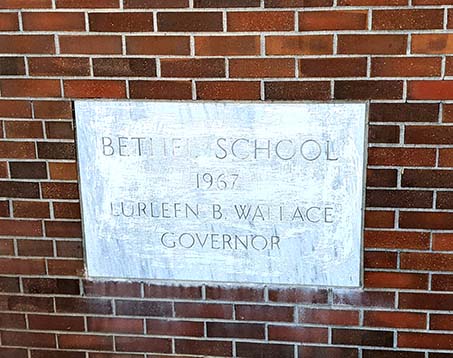 BETHEL SCHOOL
1967
LURLEEN B. WALLACE
GOVERNOR